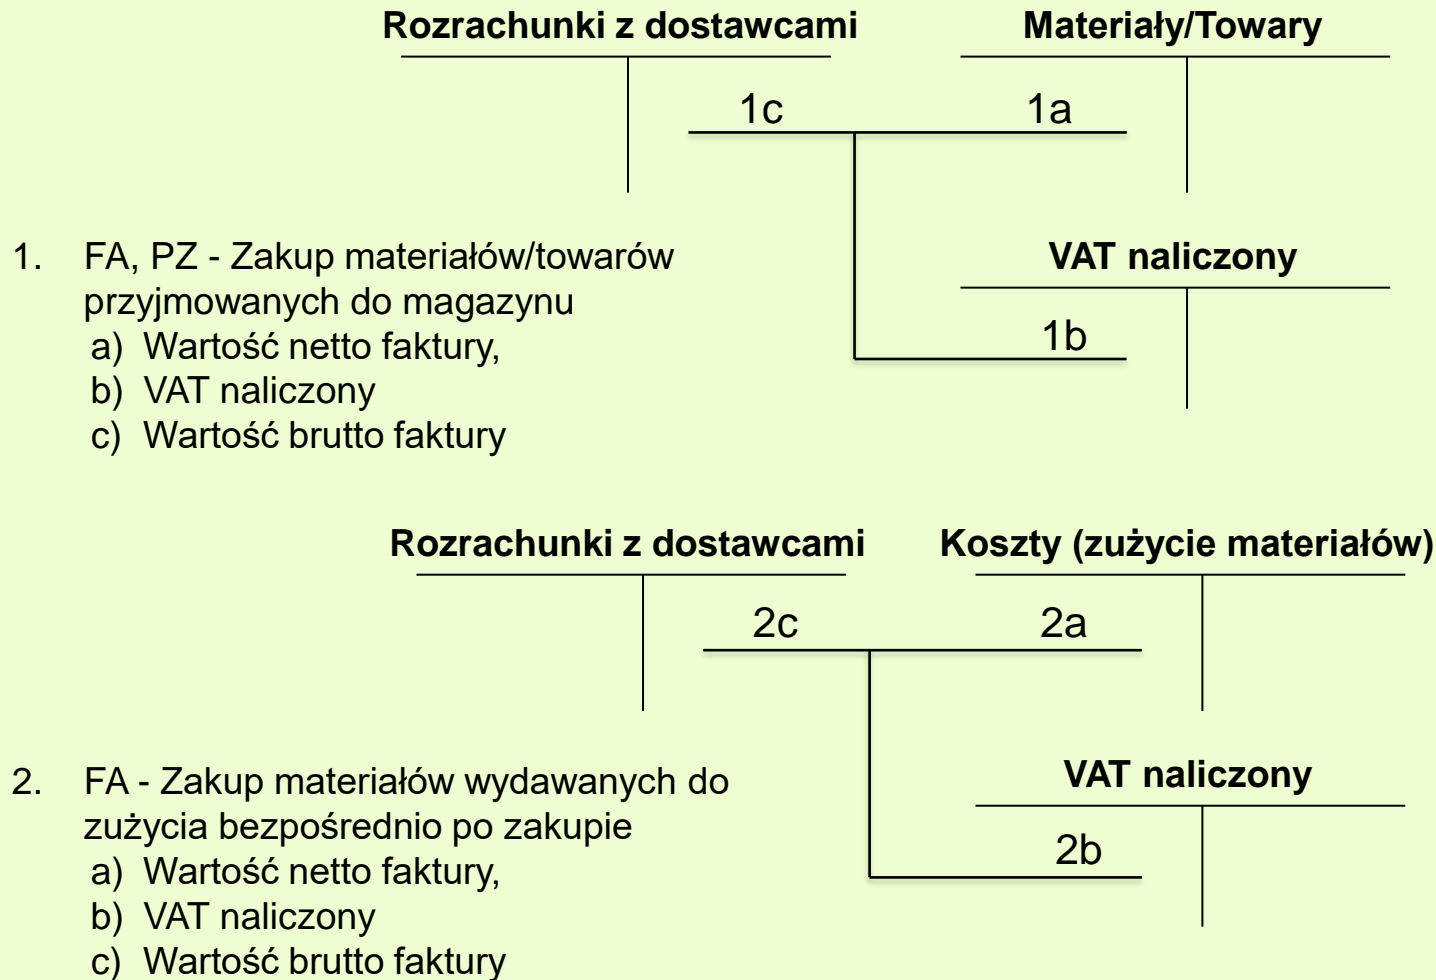 Rozrachunki z dostawcami
Materiały/Towary
1c
1a
1. FA, PZ - Zakup materiałów/towarów
przyjmowanych do magazynu
a) Wartość netto faktury,
b) VAT naliczony
c) Wartość brutto faktury
VAT naliczony
1b
Rozrachunki z dostawcami
Koszty (zużycie materiałów)
2c
2a
2. FA - Zakup materiałów wydawanych do
zużycia bezpośrednio po zakupie
a) Wartość netto faktury,
b) VAT naliczony
c) Wartość brutto faktury
VAT naliczony
2b